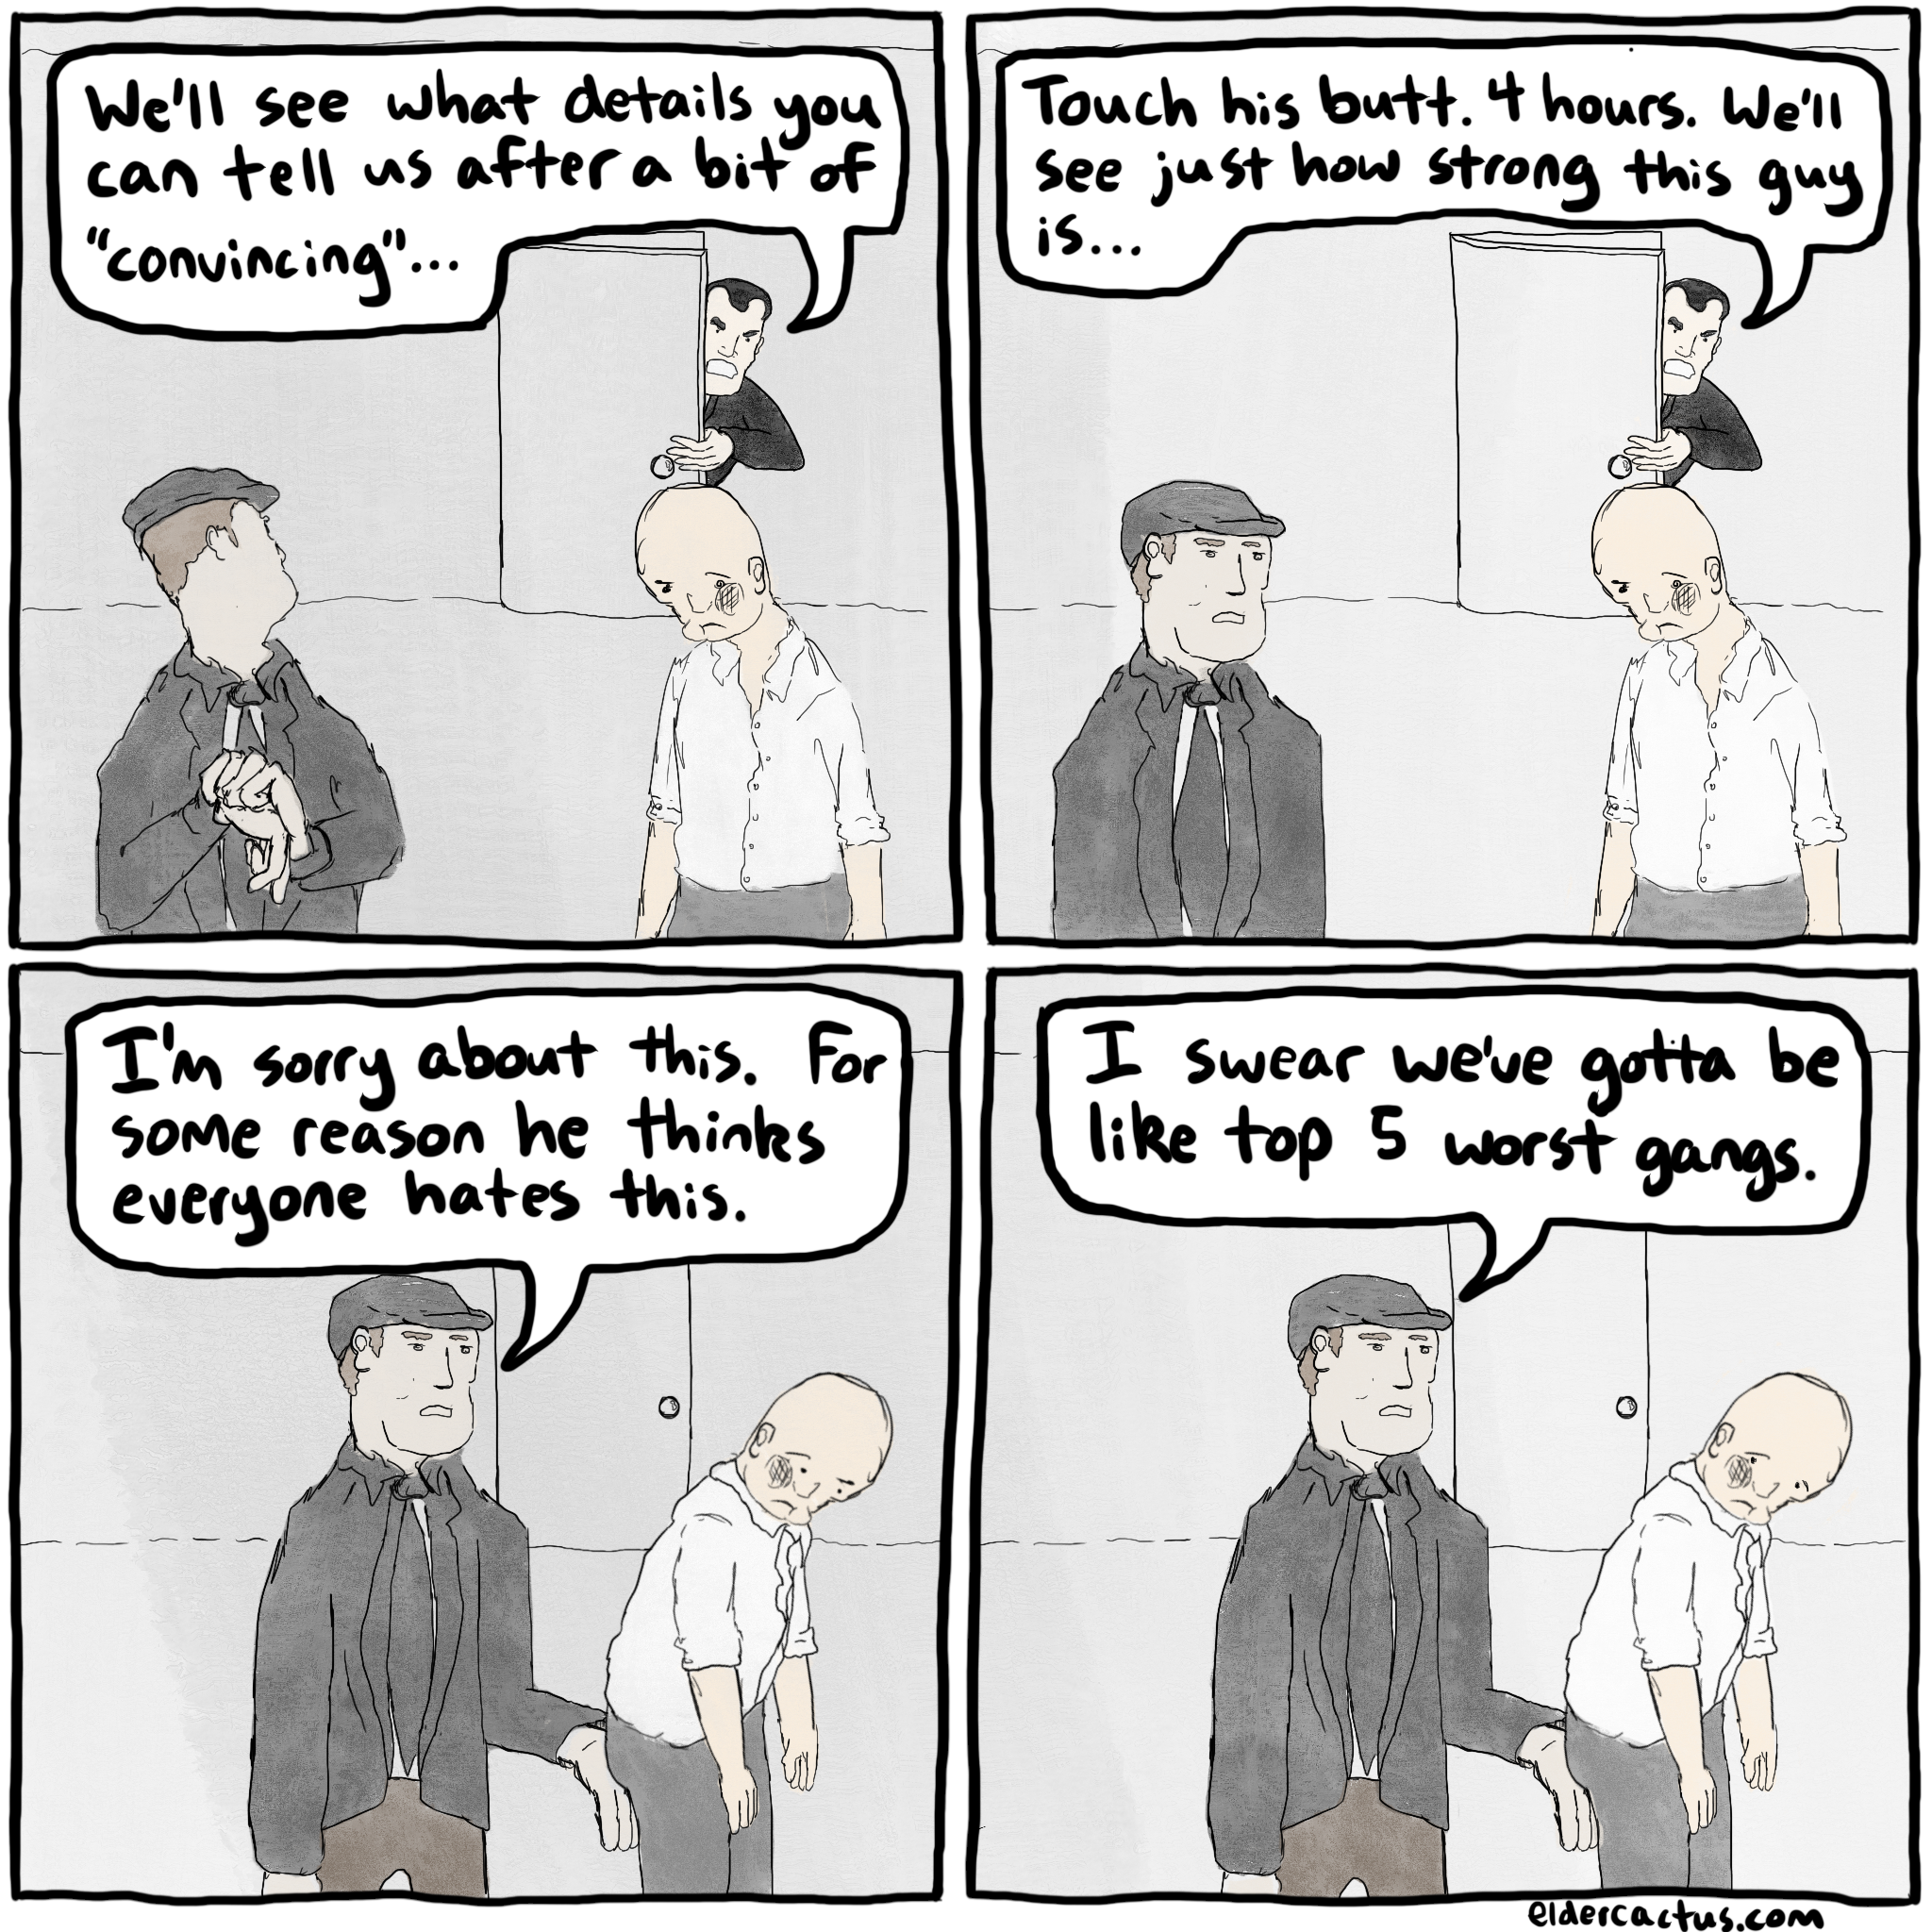 We'll see what details you
can tell us after a bit of
"convincing"...
Touch his butt. 4 hours. We'll
see just how strong this guy
is...
I'm sorry about this. For
some reason he thinks
everyone hates this.
I swear we've gotta be
like top 5 worst gangs.
eldercactus.com